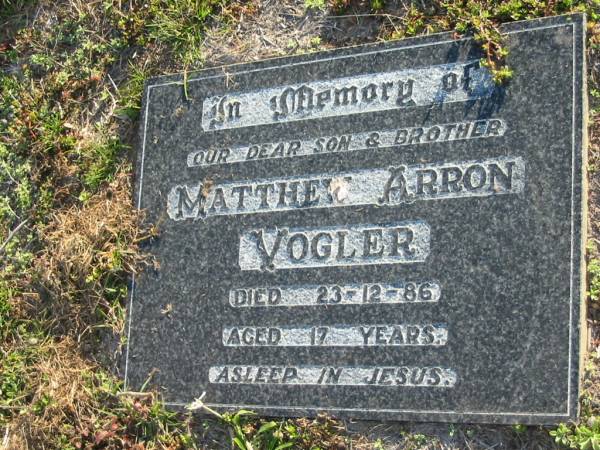 In Memory of
OUR DEAR SON & BROTHER
MATTHEW ARRON
VOGLER
DIED 23-12-86
AGED 17 YEARS.
ASLEEP IN JESUS.